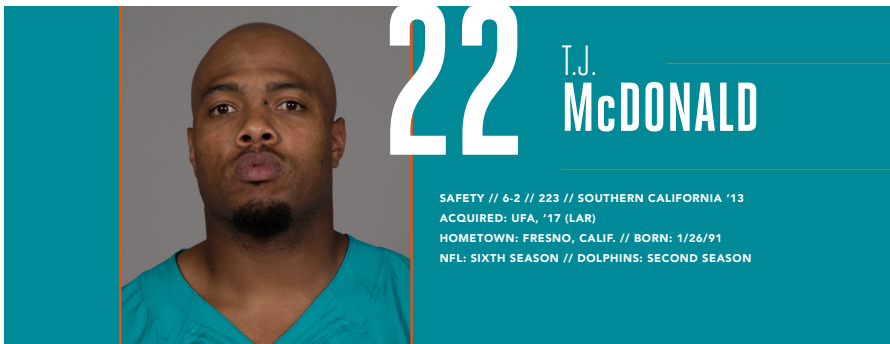 22
T.J.
McDONALD
SAFETY // 6-2 // 223 // SOUTHERN CALIFORNIA ‘13
ACQUIRED: UFA, ‘17 (LAR)
HOMETOWN: FRESNO, CALIF. // BORN: 1/26/91
NFL: SIXTH SEASON // DOLPHINS: SECOND SEASON